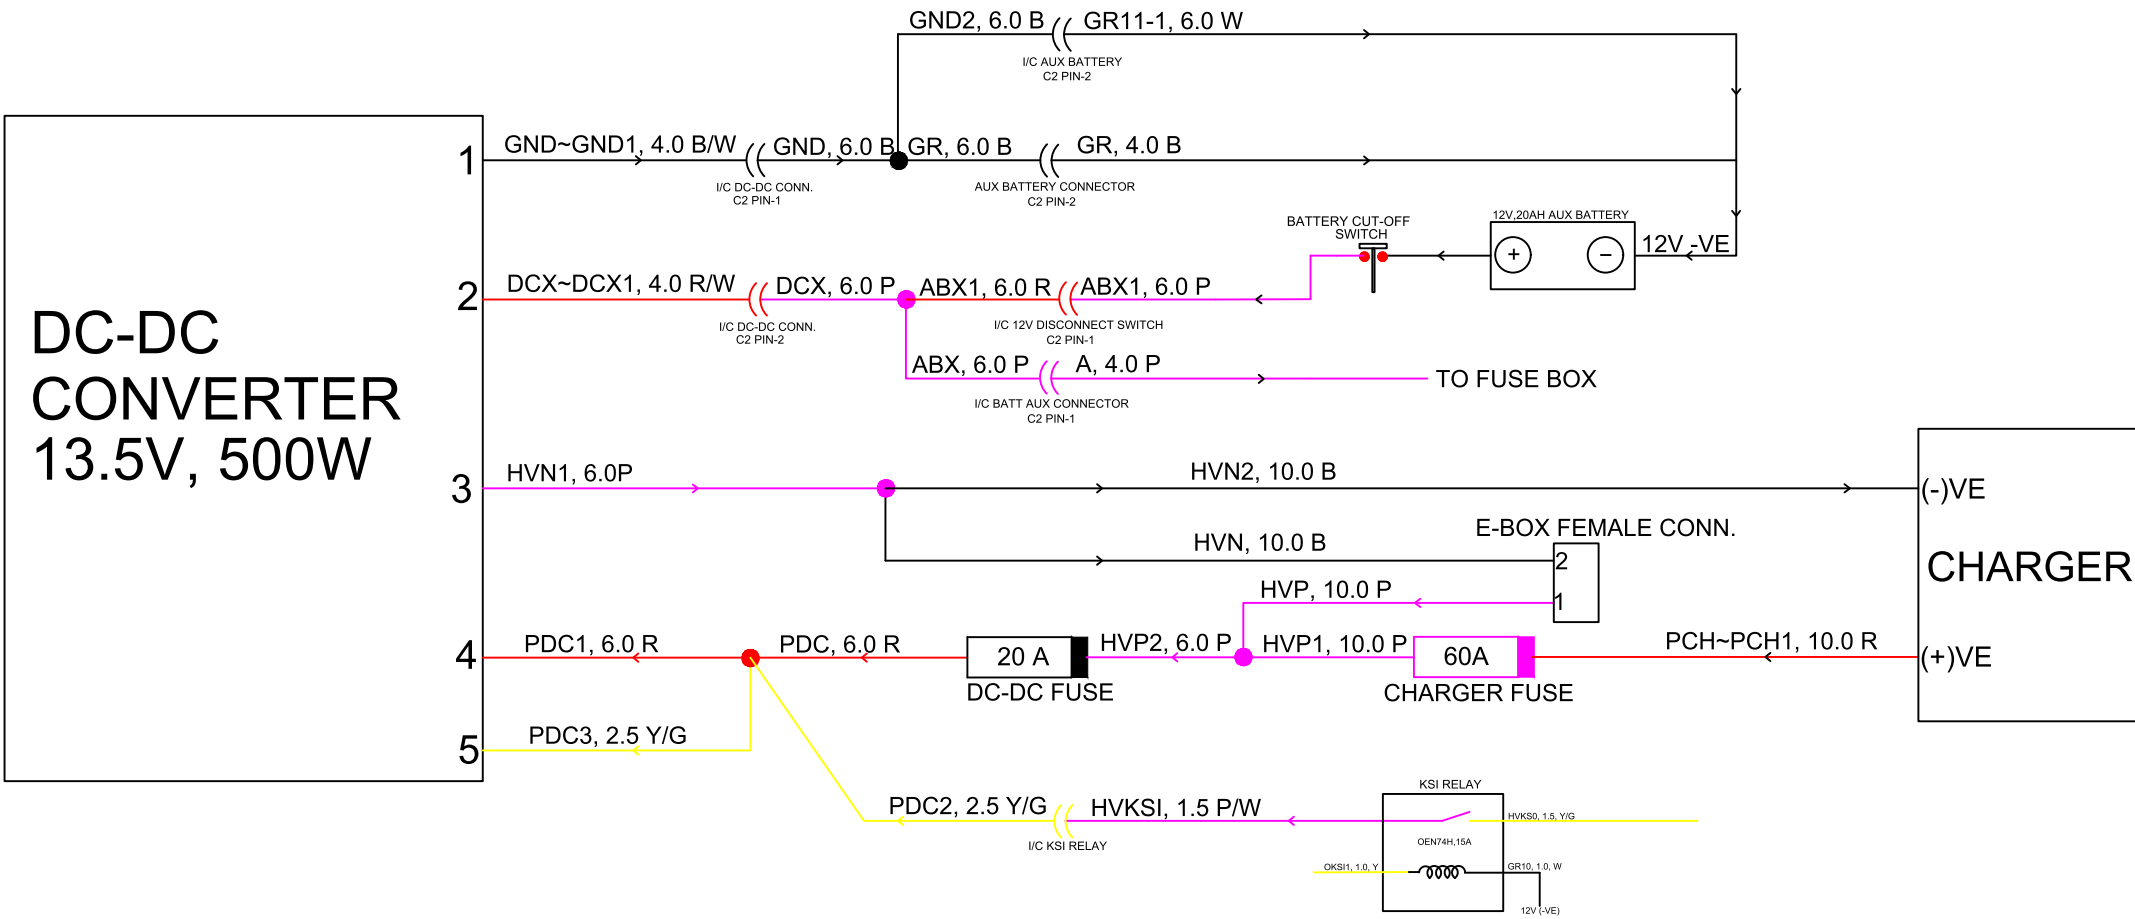 GND2, 6.0 B
GR11-1, 6.0 W
I/C AUX BATTERY
C2 PIN-2
1
GND~GND1, 4.0 B/W
GND, 6.0 B
GR, 6.0 B
GR, 4.0 B
I/C DC-DC CONN.
C2 PIN-1
AUX BATTERY CONNECTOR
C2 PIN-2
BATTERY CUT-OFF
SWITCH
12V,20AH AUX BATTERY
+
−
12V -VE
2
DCX~DCX1, 4.0 R/W
DCX, 6.0 P
ABX1, 6.0 R
ABX1, 6.0 P
I/C DC-DC CONN.
C2 PIN-2
I/C 12V DISCONNECT SWITCH
C2 PIN-1
ABX, 6.0 P
A, 4.0 P
TO FUSE BOX
I/C BATT AUX CONNECTOR
C2 PIN-1
DC-DC
CONVERTER
13.5V, 500W
3
HVN1, 6.0P
HVN2, 10.0 B
(-)VE
E-BOX FEMALE CONN.
HVN, 10.0 B
2
HVP, 10.0 P
1
CHARGER
4
PDC1, 6.0 R
PDC, 6.0 R
20 A
DC-DC FUSE
HVP2, 6.0 P
HVP1, 10.0 P
60A
CHARGER FUSE
PCH~PCH1, 10.0 R
(+)VE
5
PDC3, 2.5 Y/G
PDC2, 2.5 Y/G
HVKSI, 1.5 P/W
I/C KSI RELAY
KSI RELAY
HVKS0, 1.5, Y/G
OEN74H,15A
OKSI1, 1.0, Y
GR10, 1.0, W
12V (-VE)